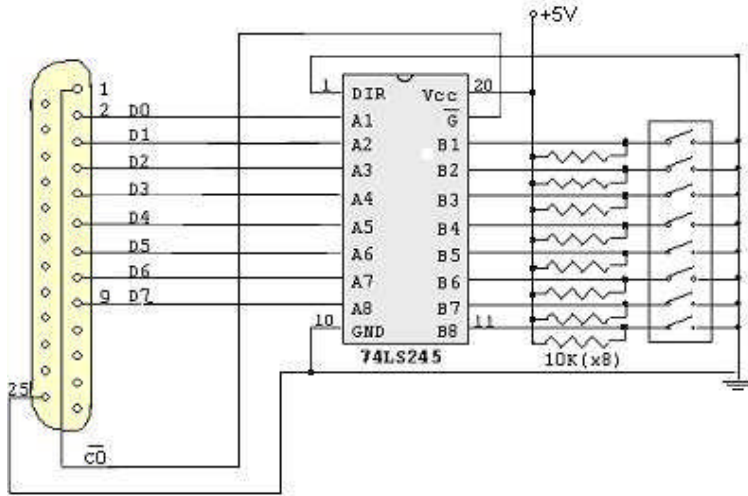 +5V
1
20
DIR
Vcc
1
2
D0
A1
G
D1
A2
B1
D2
A3
B2
D3
A4
B3
D4
A5
B4
D5
A6
B5
D6
A7
B6
9
D7
A8
B7
10
GND
B8
11
74LS245
10K(x8)
25
C0